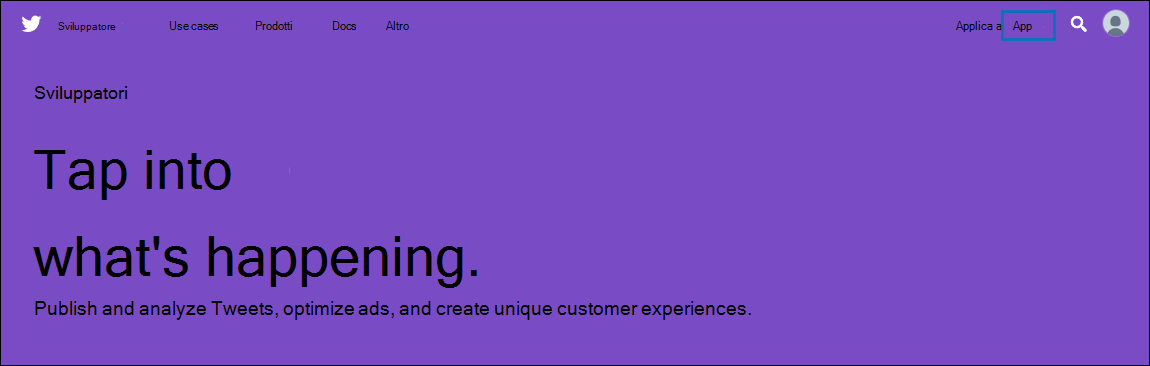 Sviluppatore Use cases Prodotti Docs Altro Applica a App
Sviluppatori
Tap into
what's happening.
Publish and analyze Tweets, optimize ads, and create unique customer experiences.